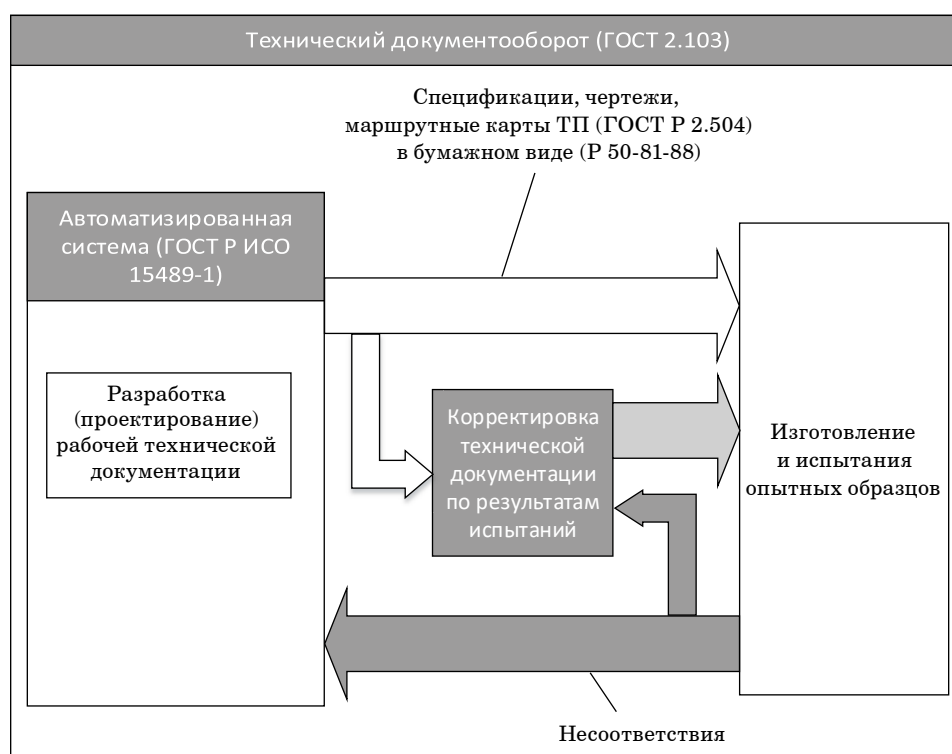 Технический документооборот (ГОСТ 2.103)
Спецификации, чертежи,
маршрутные карты ТП (ГОСТ Р 2.504)
в бумажном виде (Р 50-81-88)
Автоматизированная
система (ГОСТ Р ИСО
15489-1)
Разработка
(проектирование)
рабочей технической
документации
Корректировка
технической
документации
по результатам
испытаний
Изготовление
и испытания
опытных образцов
Несоответствия